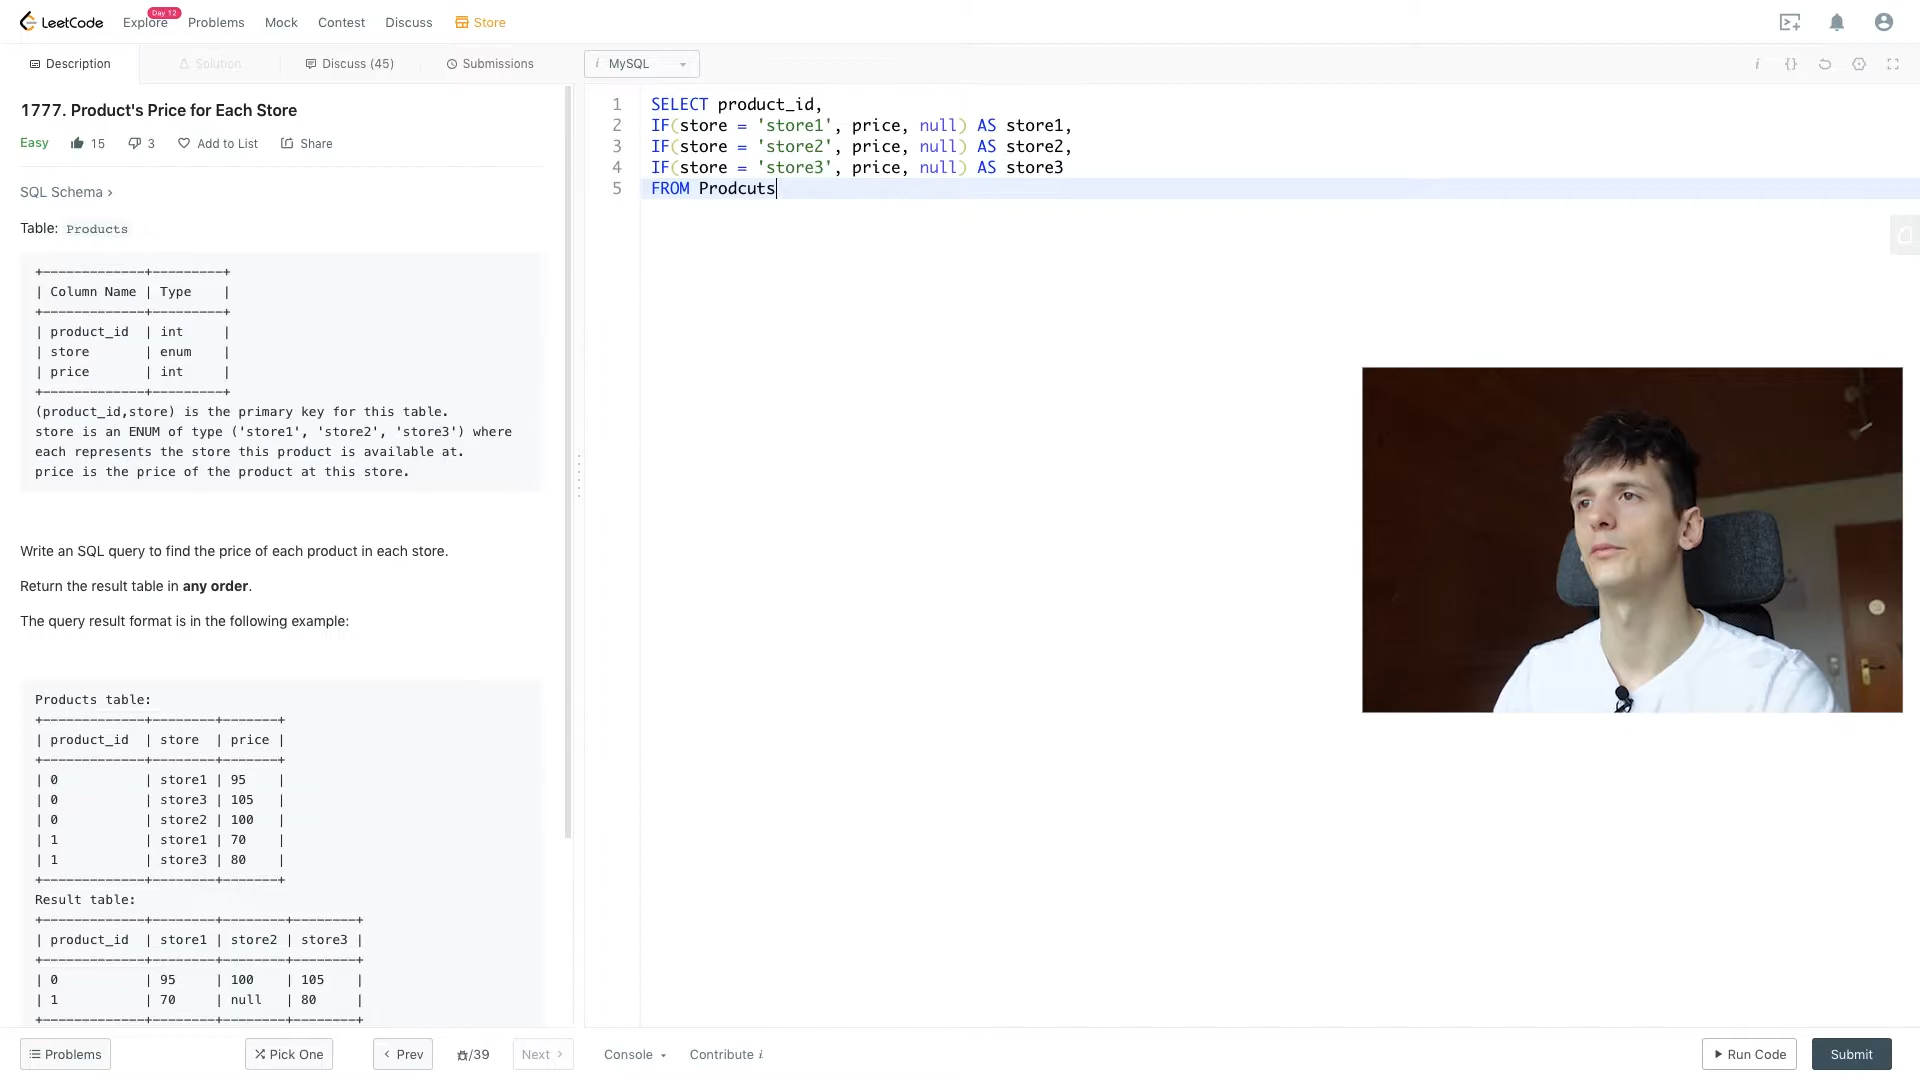 LeetCode
Explore
Day 12
Problems
Mock
Contest
Discuss
Store
Description
Solution
Discuss (45)
Submissions
i MySQL
1777. Product's Price for Each Store
Easy
15
3
Add to List
Share
SQL Schema >
Table: Products
+-------------+---------+
| Column Name | Type    |
+-------------+---------+
| product_id  | int     |
| store       | enum    |
| price       | int     |
+-------------+---------+
(product_id,store) is the primary key for this table.
store is an ENUM of type ('store1', 'store2', 'store3') where
each represents the store this product is available at.
price is the price of the product at this store.
Write an SQL query to find the price of each product in each store.
Return the result table in any order.
The query result format is in the following example:
Products table:
+-------------+--------+-------+
| product_id  | store  | price |
+-------------+--------+-------+
| 0           | store1 | 95    |
| 0           | store3 | 105   |
| 0           | store2 | 100   |
| 1           | store1 | 70    |
| 1           | store3 | 80    |
+-------------+--------+-------+
Result table:
+-------------+--------+--------+--------+
| product_id  | store1 | store2 | store3 |
+-------------+--------+--------+--------+
| 0           | 95     | 100    | 105    |
| 1           | 70     | null   | 80     |
+-------------+--------+--------+--------+
1 SELECT product_id,
2 IF(store = 'store1', price, null) AS store1,
3 IF(store = 'store2', price, null) AS store2,
4 IF(store = 'store3', price, null) AS store3
5 FROM Prodcuts
i {}
Problems
Pick One
< Prev
/39
Next >
Console
Contribute i
Run Code
Submit